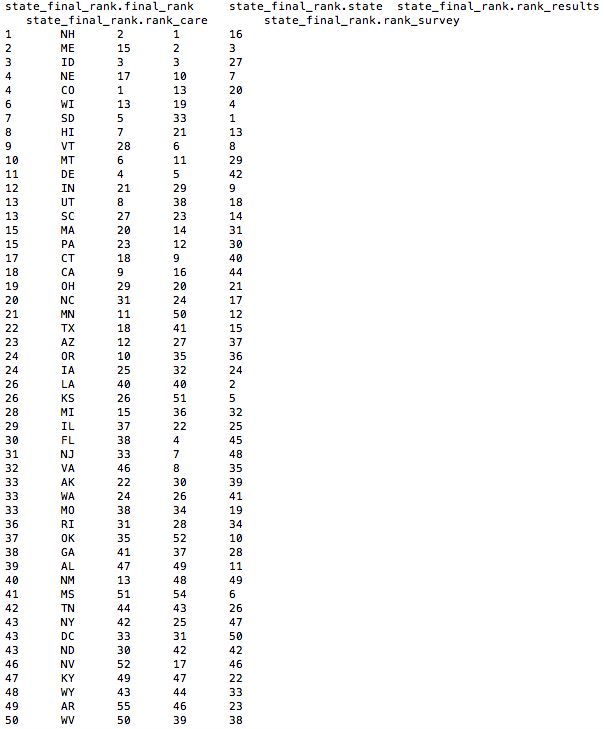 state_final_rank.final_rank state_final_rank.state state_final_rank.rank_results
state_final_rank.rank_care state_final_rank.rank_survey
1 NH 2 1 16
2 ME 15 2 3
3 ID 3 3 27
4 NE 17 10 7
4 CO 1 13 20
6 WI 13 19 4
7 SD 5 33 1
8 HI 7 21 13
9 VT 28 6 8
10 MT 6 11 29
11 DE 4 5 42
12 IN 21 29 9
13 UT 8 38 18
13 SC 27 23 14
15 MA 20 14 31
15 PA 23 12 30
17 CT 18 9 40
18 CA 9 16 44
19 OH 29 20 21
20 NC 31 24 17
21 MN 11 50 12
22 TX 18 41 15
23 AZ 12 27 37
24 OR 10 35 36
24 IA 25 32 24
26 LA 40 40 2
26 KS 26 51 5
28 MI 15 36 32
29 IL 37 22 25
30 FL 38 4 45
31 NJ 33 7 48
32 VA 46 8 35
33 AK 22 30 39
33 WA 24 26 41
33 MO 38 34 19
36 RI 31 28 34
37 OK 35 52 10
38 GA 41 37 28
39 AL 47 49 11
40 NM 13 48 49
41 MS 51 54 6
42 TN 44 43 26
43 NY 42 25 47
43 DC 33 31 50
43 ND 30 42 42
46 NV 52 17 46
47 KY 49 47 22
48 WY 43 44 33
49 AR 55 46 23
50 WV 50 39 38